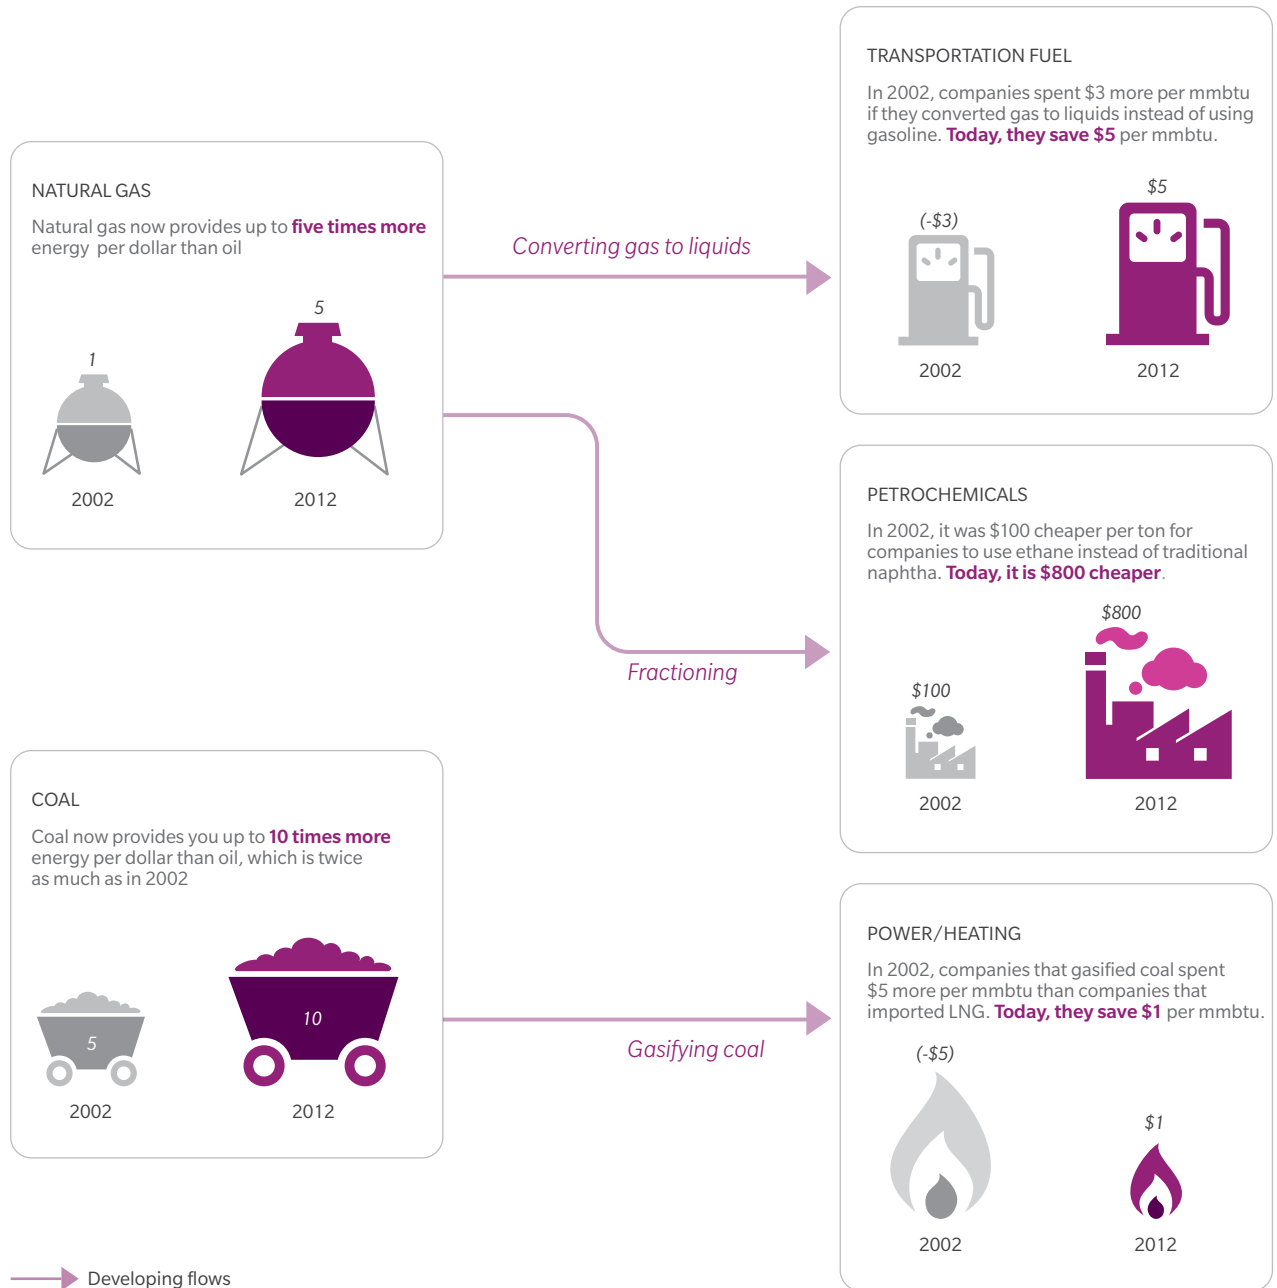 NATURAL GAS
Natural gas now provides up to five times more
energy per dollar than oil
1
5
2002
2012
Converting gas to liquids
TRANSPORTATION FUEL
In 2002, companies spent $3 more per mmbtu
if they converted gas to liquids instead of using
gasoline. Today, they save $5 per mmbtu.
(-$3)
$5
2002
2012
Fractioning
PETROCHEMICALS
In 2002, it was $100 cheaper per ton for
companies to use ethane instead of traditional
naphtha. Today, it is $800 cheaper.
$100
$800
2002
2012
COAL
Coal now provides you up to 10 times more
energy per dollar than oil, which is twice
as much as in 2002
5
10
2002
2012
Gasifying coal
POWER/HEATING
In 2002, companies that gasified coal spent
$5 more per mmbtu than companies that
imported LNG. Today, they save $1 per mmbtu.
(-$5)
$1
2002
2012
Developing flows